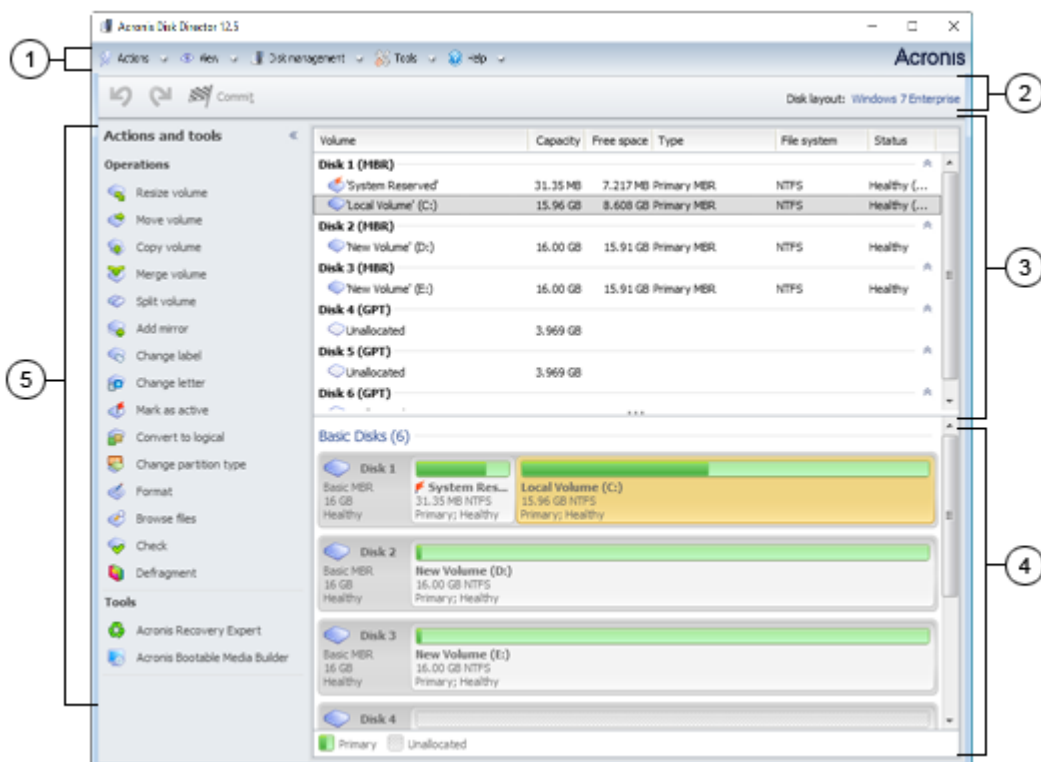 Acronis Disk Director 12.5
Actions View Disk management Tools Help Acronis
Commit Disk layout: Windows 7 Enterprise
1
2
3
4
5
Actions and tools
Operations
Resize volume
Move volume
Copy volume
Merge volume
Split volume
Add mirror
Change label
Change letter
Mark as active
Convert to logical
Change partition type
Format
Browse files
Check
Defragment
Tools
Acronis Recovery Expert
Acronis Bootable Media Builder
Volume Capacity Free space Type File system Status
Disk 1 (MBR)
'System Reserved' 31.35 MB 7.217 MB Primary MBR NTFS Healthy (...
'Local Volume' (C:) 15.96 GB 8.608 GB Primary MBR NTFS Healthy (...
Disk 2 (MBR)
'New Volume' (D:) 16.00 GB 15.91 GB Primary MBR NTFS Healthy
Disk 3 (MBR)
'New Volume' (E:) 16.00 GB 15.91 GB Primary MBR NTFS Healthy
Disk 4 (GPT)
Unallocated 3.969 GB
Disk 5 (GPT)
Unallocated 3.969 GB
Disk 6 (GPT)
Basic Disks (6)
Disk 1
Basic MBR
16 GB
Healthy
System Res...
31.35 MB NTFS
Primary; Healthy
Local Volume (C:)
15.96 GB NTFS
Primary; Healthy
Disk 2
Basic MBR
16 GB
Healthy
New Volume (D:)
16.00 GB NTFS
Primary; Healthy
Disk 3
Basic MBR
16 GB
Healthy
New Volume (E:)
16.00 GB NTFS
Primary; Healthy
Disk 4
Primary Unallocated